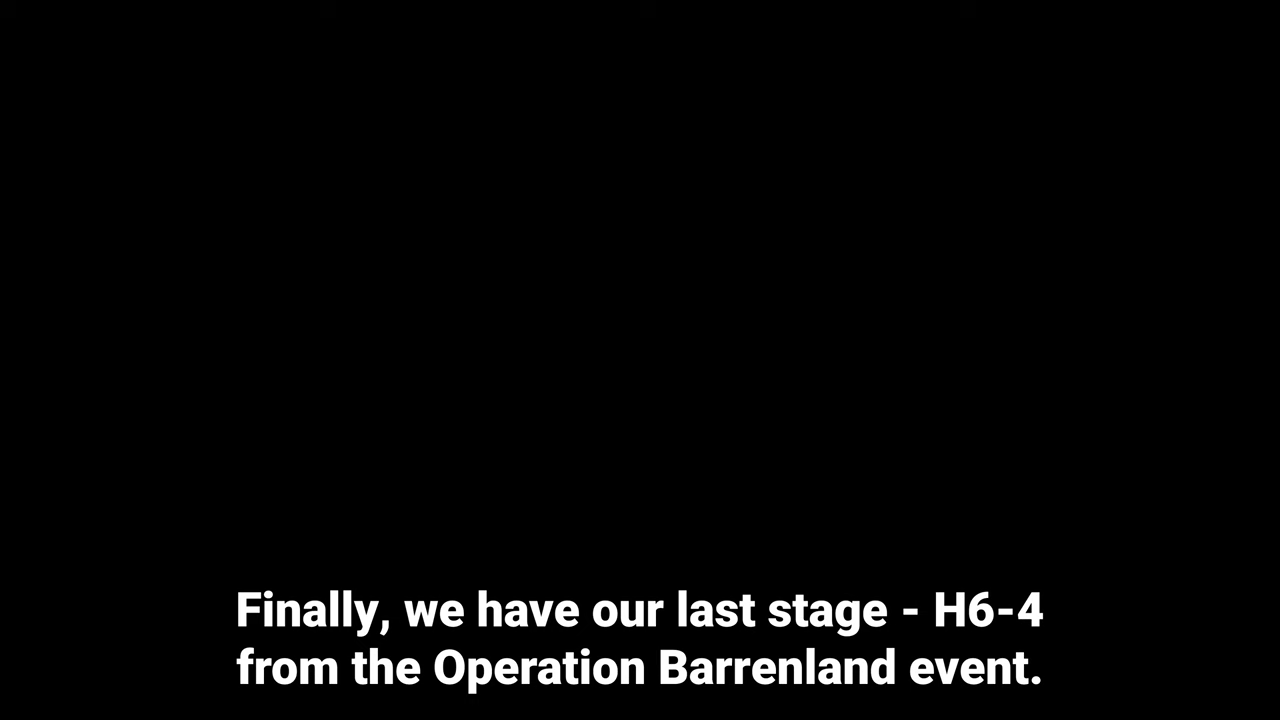 Finally, we have our last stage - H6-4
from the Operation Barrenland event.